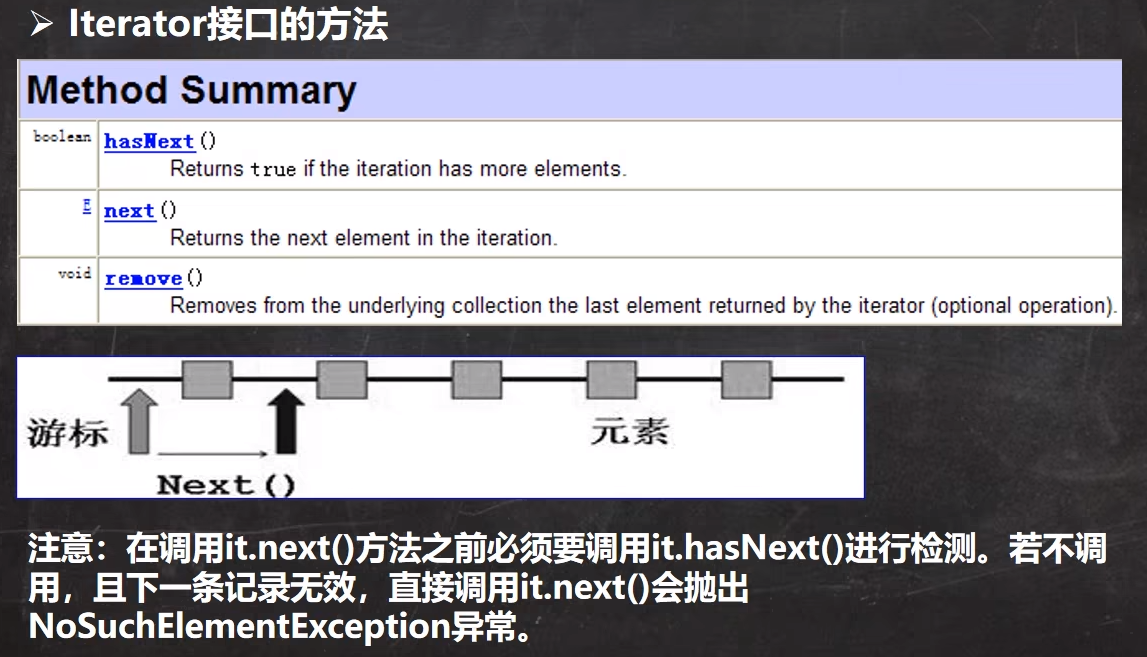 ➢ Iterator接口的方法
Method Summary
boolean hasNext()
Returns true if the iteration has more elements.
E next()
Returns the next element in the iteration.
void remove()
Removes from the underlying collection the last element returned by the iterator (optional operation).
游标 元素
Next()
注意：在调用it.next()方法之前必须要调用it.hasNext()进行检测。若不调
用，且下一条记录无效，直接调用it.next()会抛出
NoSuchElementException异常。